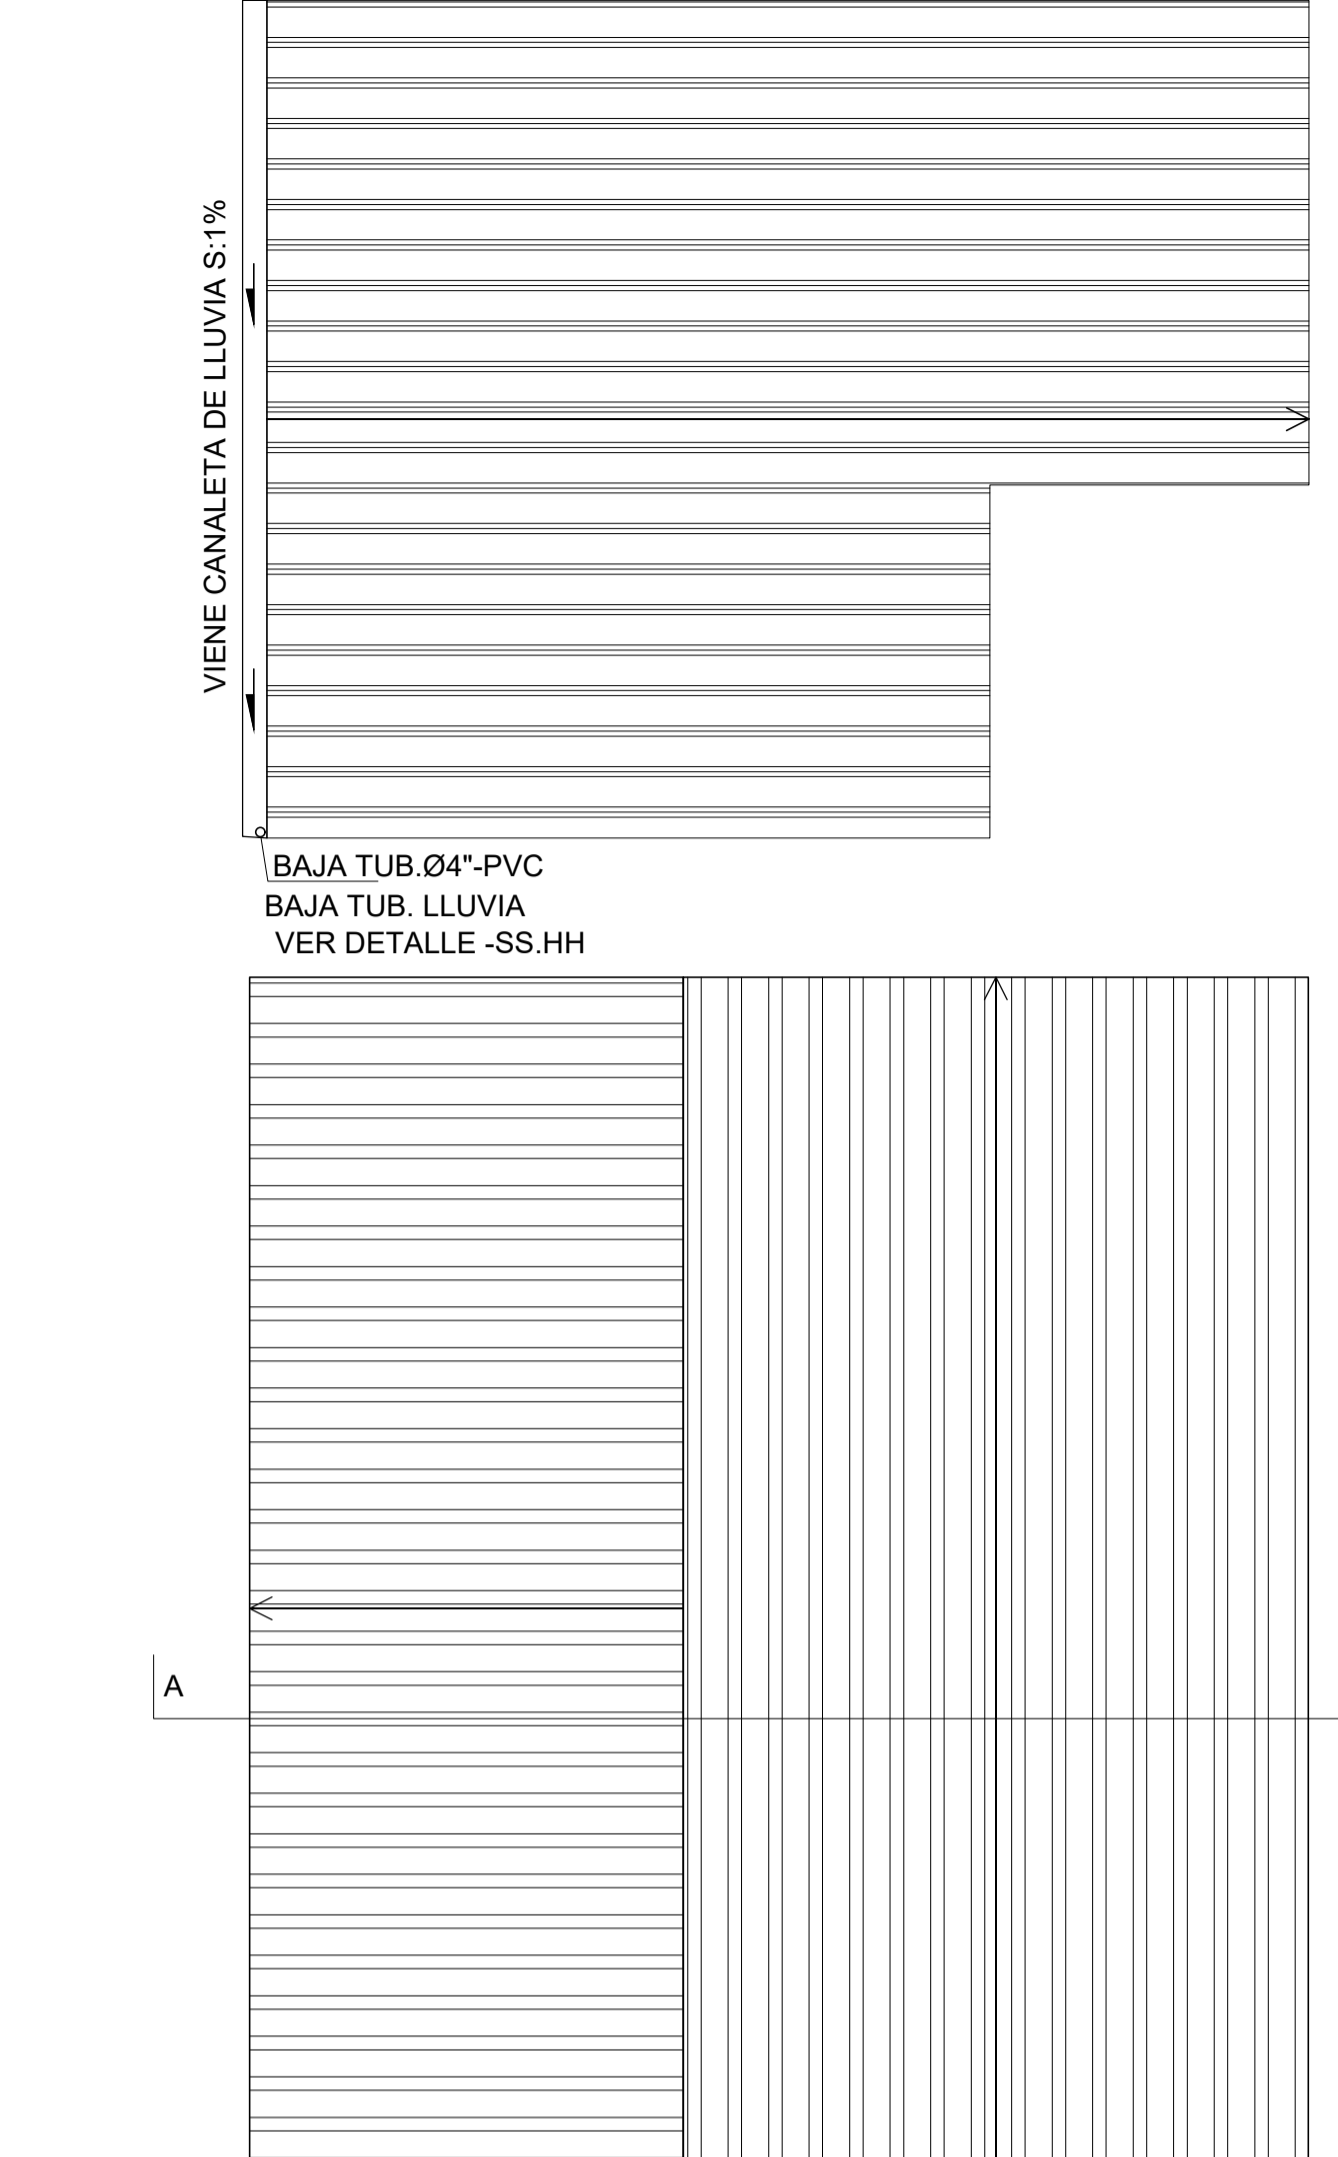 VIENE CANALETA DE LLUVIA S:1%
BAJA TUB.Ø4"-PVC
BAJA TUB. LLUVIA
VER DETALLE -SS.HH
A